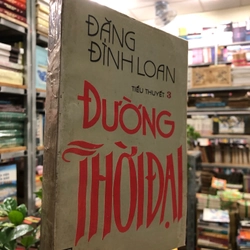 ĐẶNG
ĐÌNH LOAN
TIỂU THUYẾT 3
ĐƯỜNG
THỜI ĐẠI